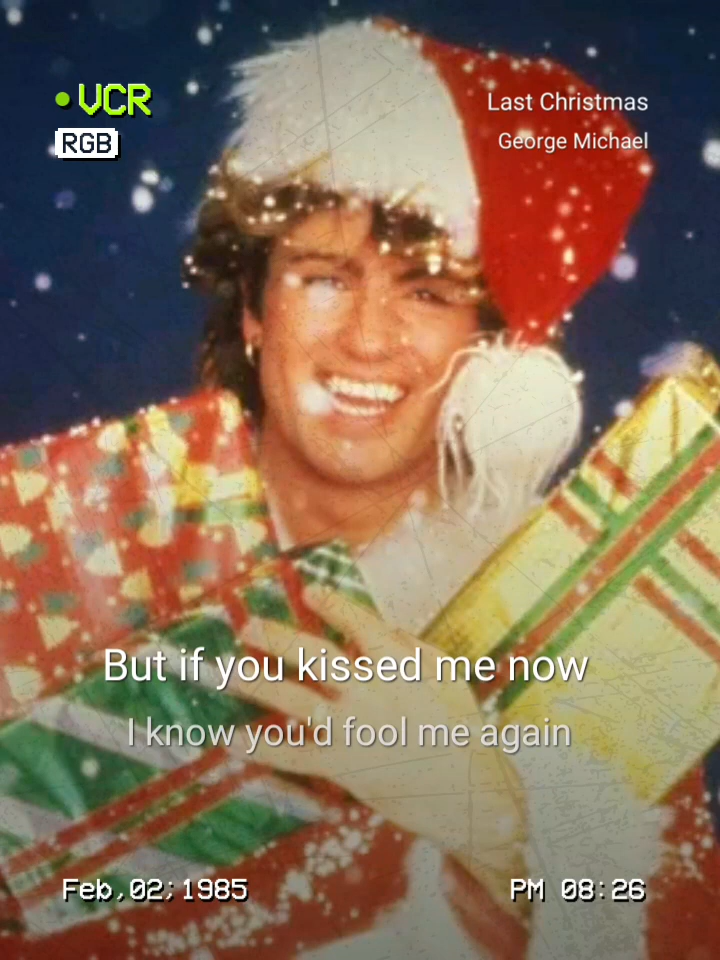 VCR
RGB
Last Christmas
George Michael
But if you kissed me now
I know you'd fool me again
Feb,02;1985
PM 08:26